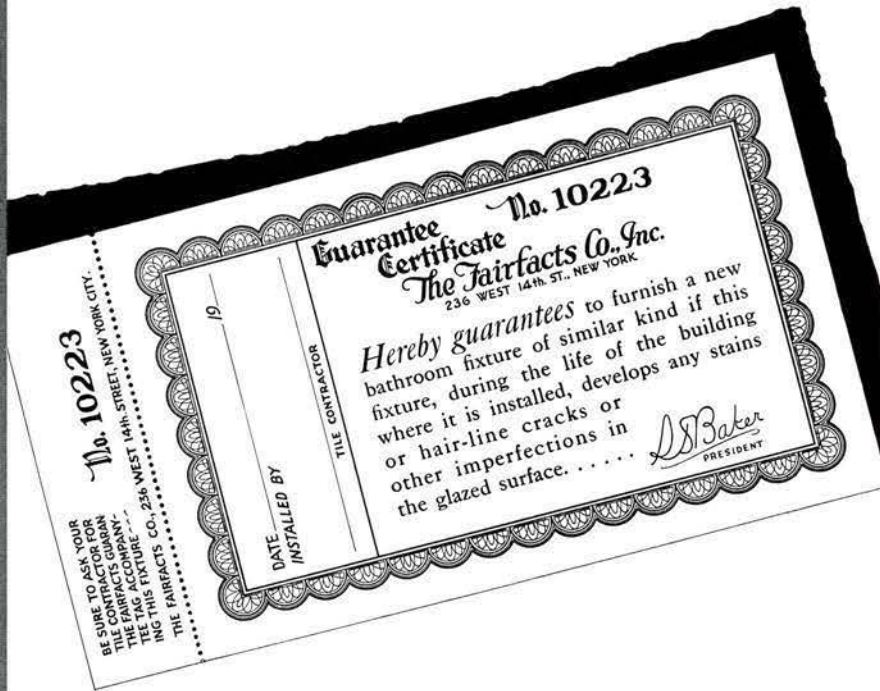 No. 10223
BE SURE TO ASK YOUR
TILE CONTRACTOR FOR
THE FAIRFACTS GUARAN-
TEE TAG ACCOMPANY-
ING THIS FIXTURE - - -
THE FAIRFACTS CO., 236 WEST 14th STREET, NEW YORK CITY.
DATE 19
INSTALLED BY
TILE CONTRACTOR
Guarantee
Certificate No. 10223
The Fairfacts Co., Inc.
236 WEST 14th. ST., NEW YORK
Hereby guarantees to furnish a new
bathroom fixture of similar kind if this
fixture, during the life of the building
where it is installed, develops any stains
or hair-line cracks or
other imperfections in
the glazed surface......
DS Baker
PRESIDENT